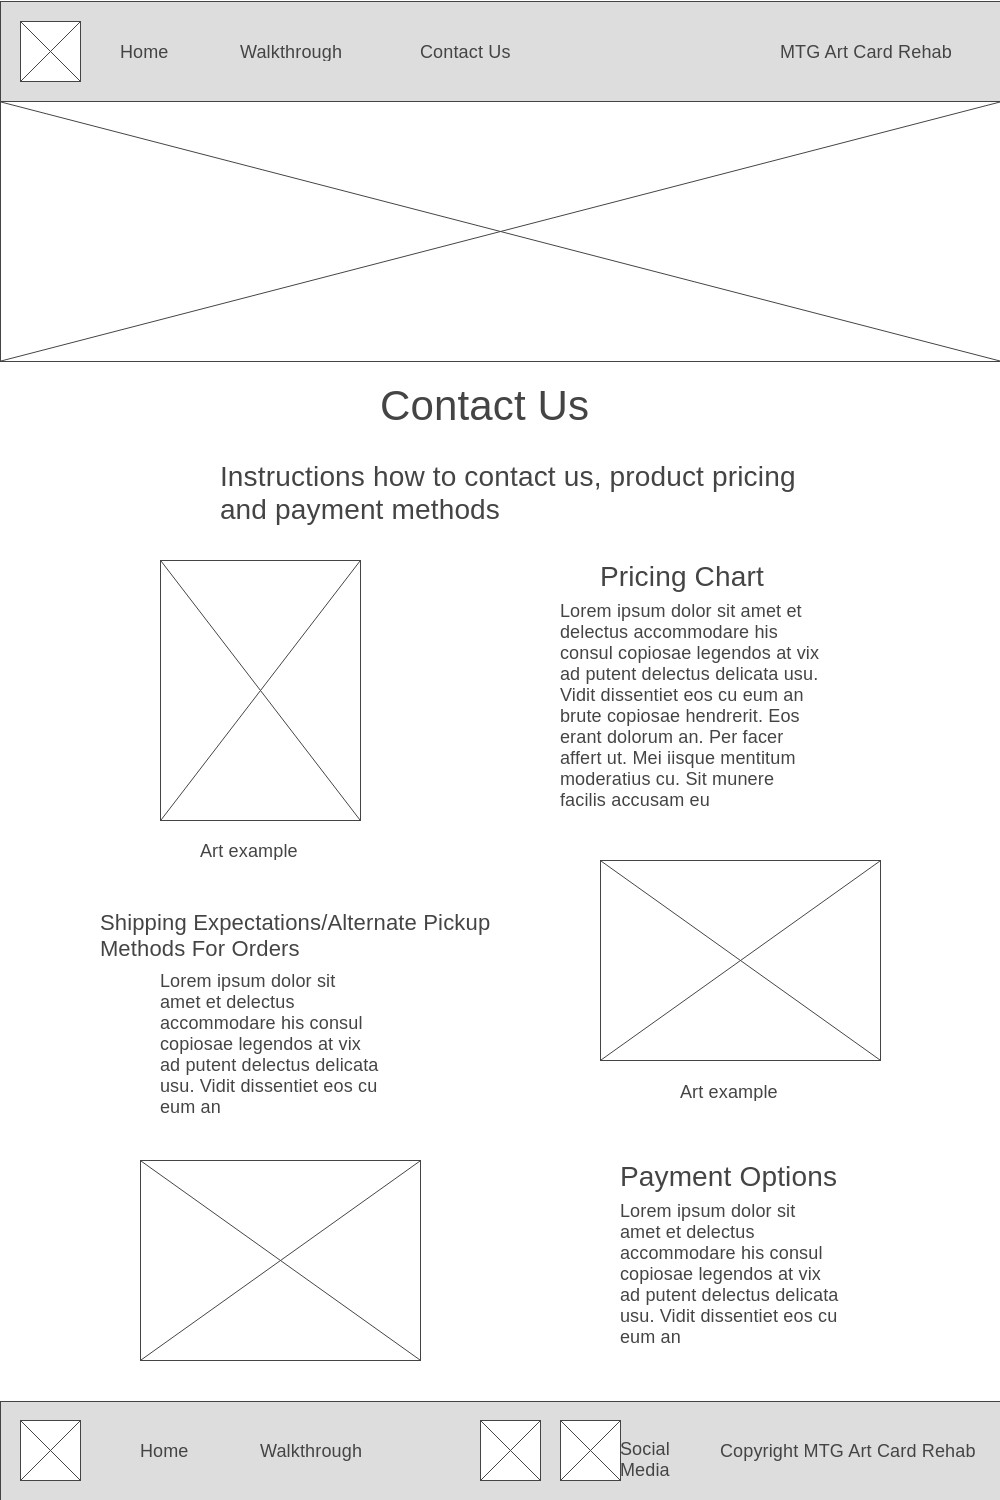 Home
Walkthrough
Contact Us
MTG Art Card Rehab
Contact Us
Instructions how to contact us, product pricing
and payment methods
Pricing Chart
Lorem ipsum dolor sit amet et
delectus accommodare his
consul copiosae legendos at vix
ad putent delectus delicata usu.
Vidit dissentiet eos cu eum an
brute copiosae hendrerit. Eos
erant dolorum an. Per facer
affert ut. Mei iisque mentitum
moderatius cu. Sit munere
facilis accusam eu
Art example
Shipping Expectations/Alternate Pickup
Methods For Orders
Lorem ipsum dolor sit
amet et delectus
accommodare his consul
copiosae legendos at vix
ad putent delectus delicata
usu. Vidit dissentiet eos cu
eum an
Art example
Payment Options
Lorem ipsum dolor sit
amet et delectus
accommodare his consul
copiosae legendos at vix
ad putent delectus delicata
usu. Vidit dissentiet eos cu
eum an
Home
Walkthrough
Social
Media
Copyright MTG Art Card Rehab